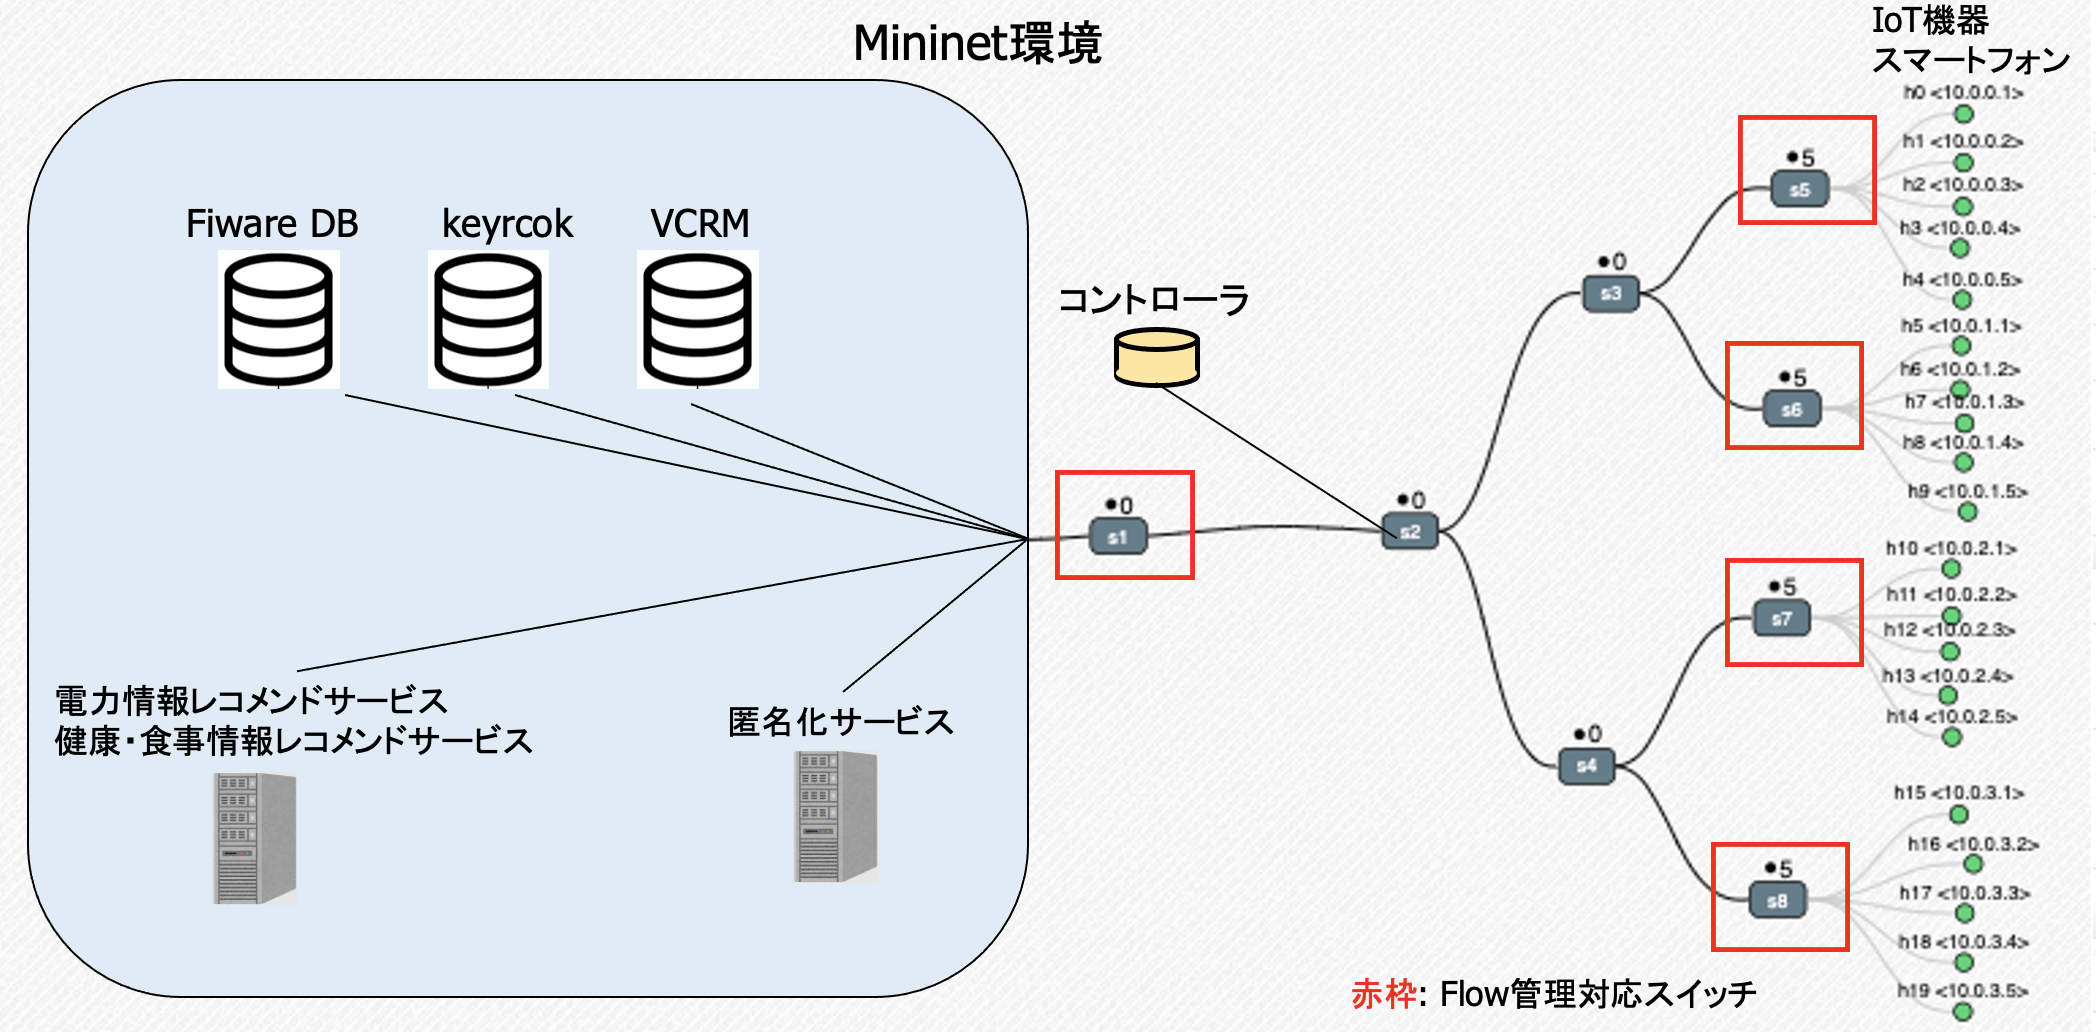 Mininet環境
IoT機器
スマートフォン
Fiware DB
keyrcok
VCRM
コントローラ
電力情報レコメンドサービス
健康・食事情報レコメンドサービス
匿名化サービス
●0
s1
●0
s2
●0
s3
●0
s4
●5
s5
●5
s6
●5
s7
●5
s8
h0 <10.0.0.1>
h1 <10.0.0.2>
h2 <10.0.0.3>
h3 <10.0.0.4>
h4 <10.0.0.5>
h5 <10.0.1.1>
h6 <10.0.1.2>
h7 <10.0.1.3>
h8 <10.0.1.4>
h9 <10.0.1.5>
h10 <10.0.2.1>
h11 <10.0.2.2>
h12 <10.0.2.3>
h13 <10.0.2.4>
h14 <10.0.2.5>
h15 <10.0.3.1>
h16 <10.0.3.2>
h17 <10.0.3.3>
h18 <10.0.3.4>
h19 <10.0.3.5>
赤枠: Flow管理対応スイッチ